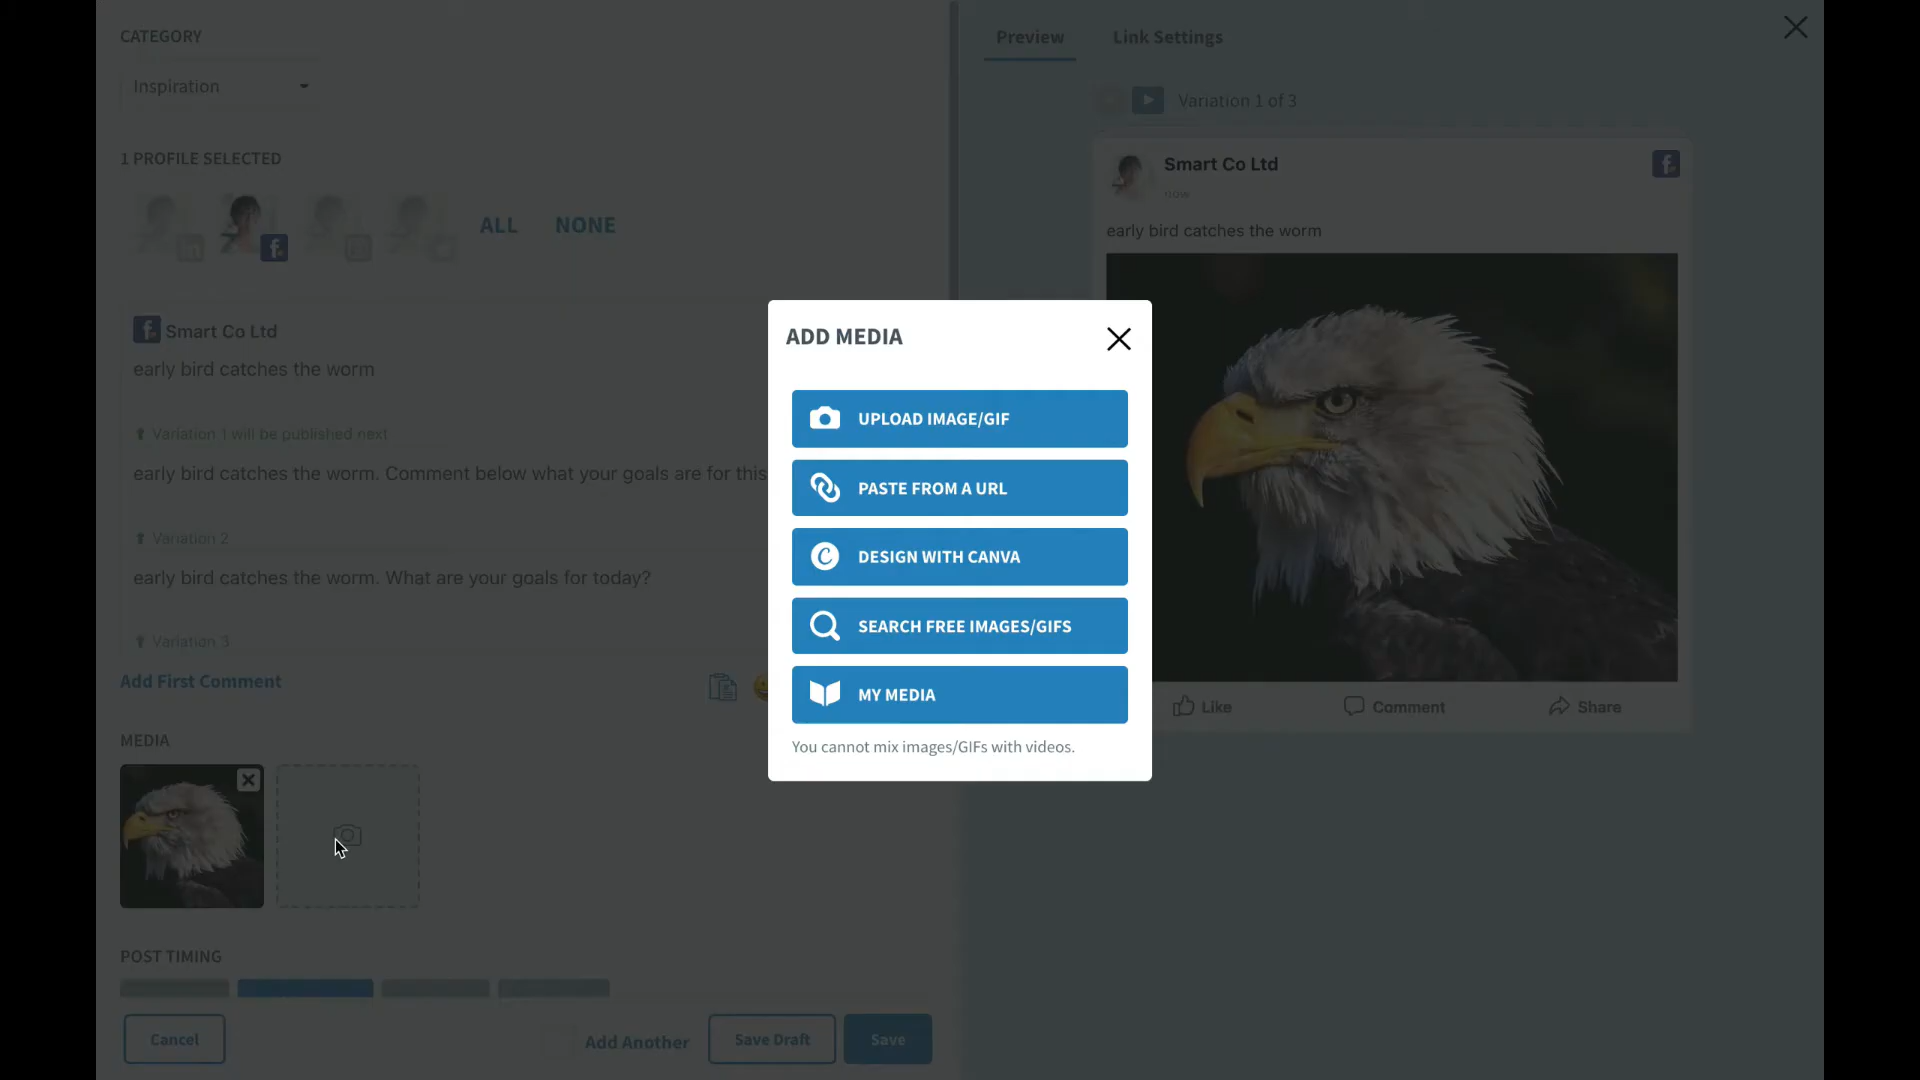 CATEGORY
Inspiration
1 PROFILE SELECTED
ALL
NONE
Smart Co Ltd
early bird catches the worm
Variation 1 will be published next
early bird catches the worm. Comment below what your goals are for this
Variation 2
early bird catches the worm. What are your goals for today?
Variation 3
Add First Comment
MEDIA
POST TIMING
Cancel
Add Another
Save Draft
Save
ADD MEDIA
UPLOAD IMAGE/GIF
PASTE FROM A URL
DESIGN WITH CANVA
SEARCH FREE IMAGES/GIFS
MY MEDIA
You cannot mix images/GIFs with videos.
Preview
Link Settings
Variation 1 of 3
Smart Co Ltd
now
early bird catches the worm
Like
Comment
Share